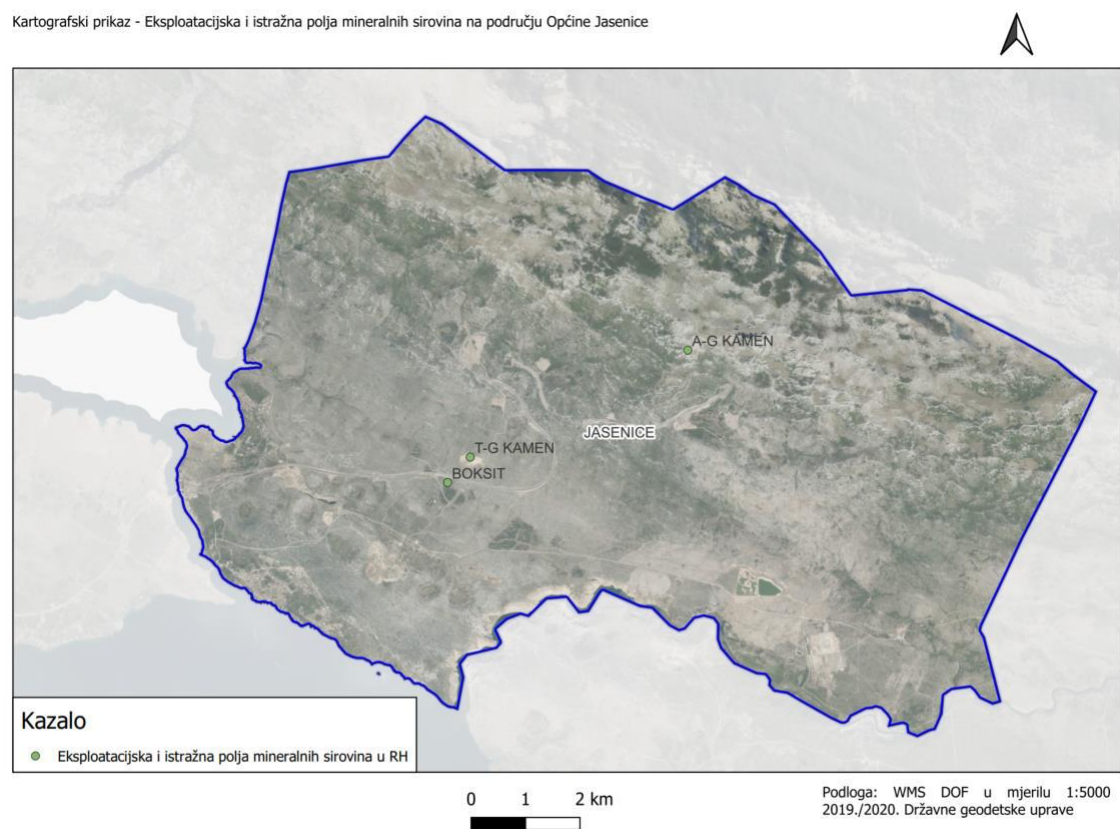 Kartografski prikaz - Eksploatacijska i istražna polja mineralnih sirovina na području Općine Jasenice
A-G KAMEN
JASENICE
T-G KAMEN
BOKSIT
Kazalo
Eksploatacijska i istražna polja mineralnih sirovina u RH
0 1 2 km
Podloga: WMS DOF u mjerilu 1:5000
2019./2020. Državne geodetske uprave